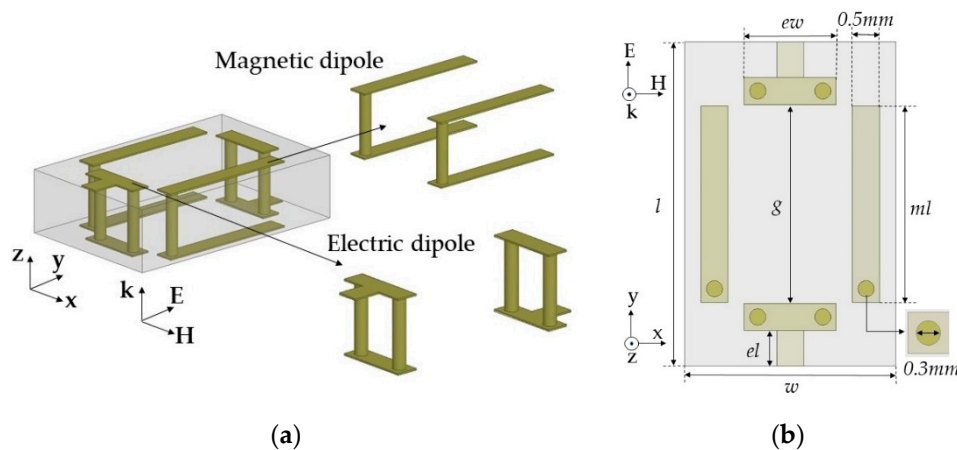 Magnetic dipole
Electric dipole
z
y
x
k
E
H
(a)
ew
0.5mm
E
H
k
l
g
ml
y
x
z
el
0.3mm
w
(b)